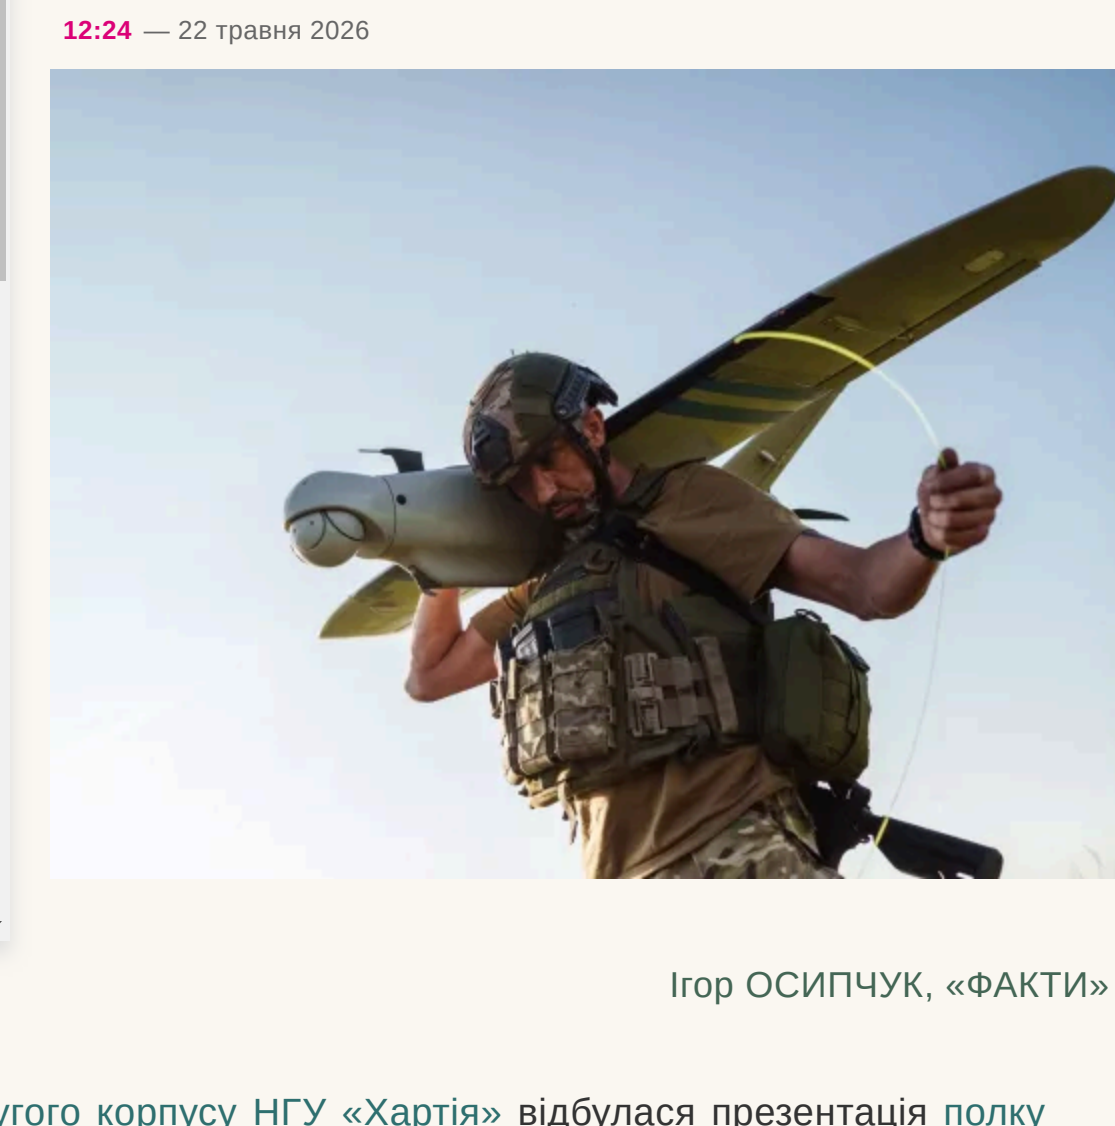 12:24 — 22 травня 2026
Ігор ОСИПЧУК, «ФАКТИ»
корпусу НГУ «Хартія» відбулася презентація полку